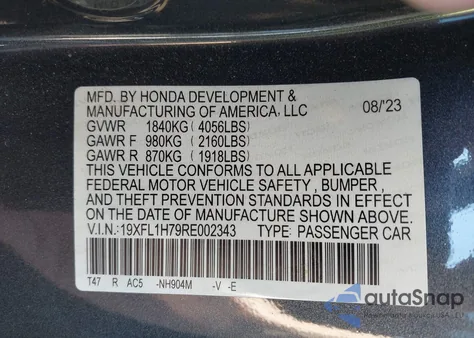 MFD. BY HONDA DEVELOPMENT &
MANUFACTURING OF AMERICA, LLC 08/'23
GVWR 1840KG (4056LBS)
GAWR F 980KG (2160LBS)
GAWR R 870KG (1918LBS)
THIS VEHICLE CONFORMS TO ALL APPLICABLE
FEDERAL MOTOR VEHICLE SAFETY , BUMPER ,
AND THEFT PREVENTION STANDARDS IN EFFECT
ON THE DATE OF MANUFACTURE SHOWN ABOVE.
V.I.N.:19XFL1H79RE002343 TYPE: PASSENGER CAR
T47 R AC5 -NH904M -V -E
autoSnap